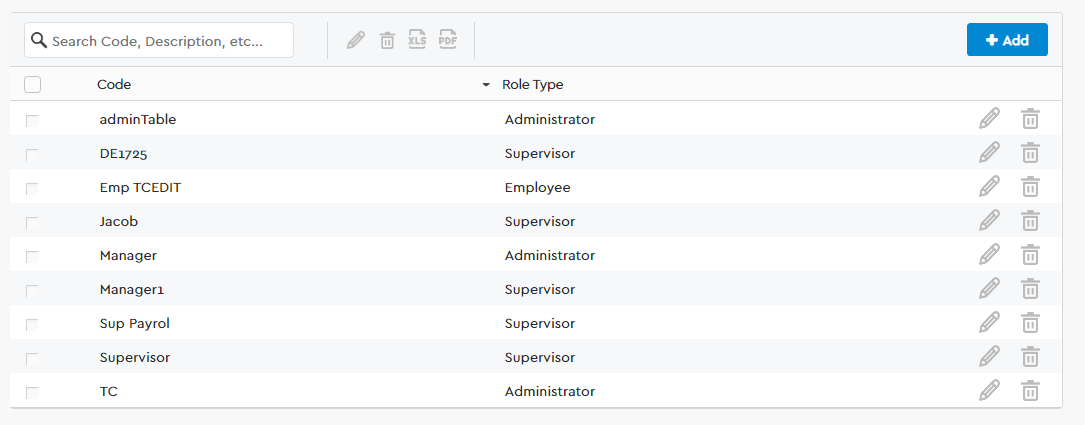 Search Code, Description, etc... XLS PDF + Add
Code Role Type
adminTable Administrator
DE1725 Supervisor
Emp TCEDIT Employee
Jacob Supervisor
Manager Administrator
Manager1 Supervisor
Sup Payrol Supervisor
Supervisor Supervisor
TC Administrator